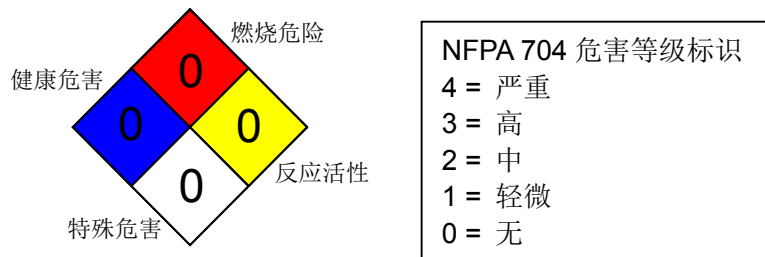 燃烧危险
健康危害
0
0
0
0
反应活性
特殊危害
NFPA 704 危害等级标识
4 = 严重
3 = 高
2 = 中
1 = 轻微
0 = 无